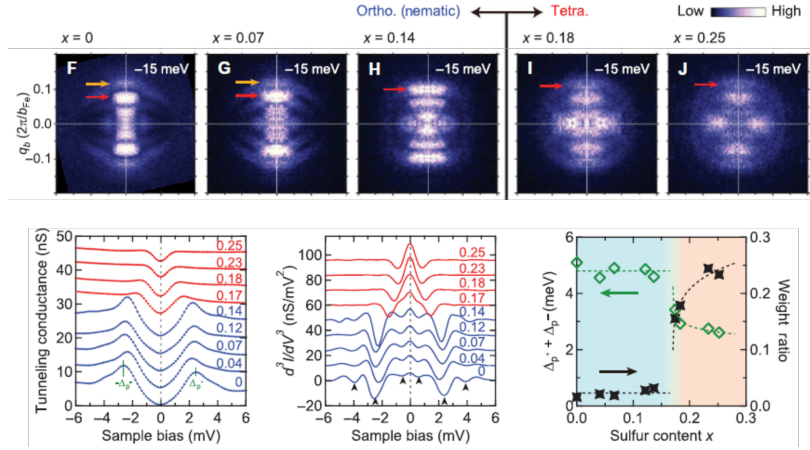 Ortho. (nematic) Tetra. Low High
x = 0 x = 0.07 x = 0.14 x = 0.18 x = 0.25
F −15 meV G −15 meV H −15 meV I −15 meV J −15 meV
q_b (2π/b_Fe)
0.1
0.0
−0.1
Tunneling conductance (nS)
50
40
30
20
10
0
0.25
0.23
0.18
0.17
0.14
0.12
0.07
0.04
0
-Δp- Δp+
−6 −4 −2 0 2 4 6
Sample bias (mV)
d³I/dV³ (nS/mV²)
100
80
60
40
20
0
−20
0.25
0.23
0.18
0.17
0.14
0.12
0.07
0.04
0
−6 −4 −2 0 2 4 6
Sample bias (mV)
Δp+ + Δp- (meV)
6
4
2
0
0.3
0.2
0.1
0.0
Weight ratio
0.0 0.1 0.2 0.3
Sulfur content x